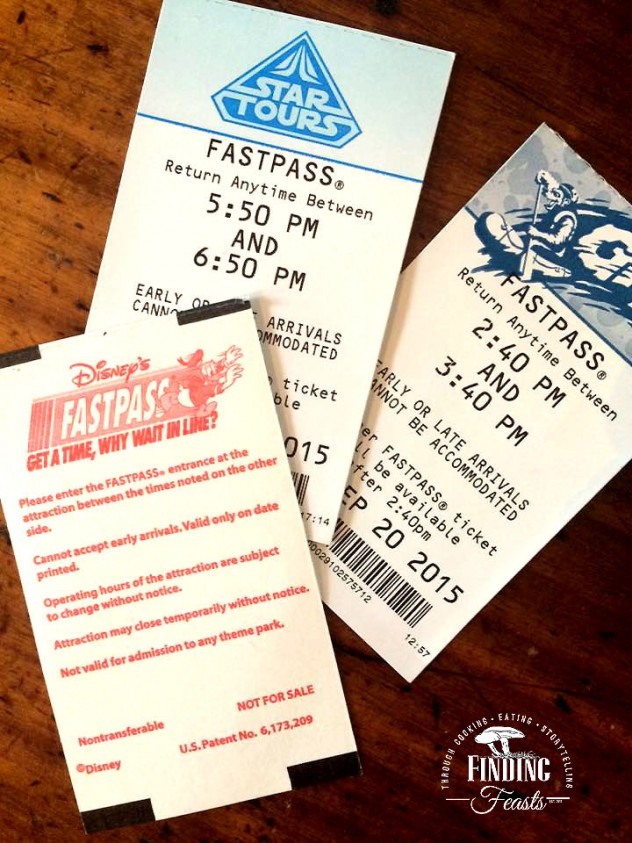 STAR
TOURS
FASTPASS®
Return Anytime Between
5:50 PM
AND
6:50 PM
EARLY OR ARRIVALS
ACCOMMODATED
® ticket
2015
17:14
FASTPASS®
Return Anytime Between
2:40 PM
AND
3:40 PM
EARLY OR LATE ARRIVALS
CANNOT BE ACCOMMODATED
FASTPASS® ticket
be available
after 2:40pm
20 2015
00029102575712
12:57
Disney's
FASTPASS
GET A TIME, WHY WAIT IN LINE?
Please enter the FASTPASS® entrance at the
attraction between the times noted on the other
side.
Cannot accept early arrivals. Valid only on date
printed.
Operating hours of the attraction are subject
to change without notice.
Attraction may close temporarily without notice.
Not valid for admission to any theme park.
NOT FOR SALE
Nontransferable
U.S. Patent No. 6,173,209
©Disney
THROUGH COOKING • EATING • STORYTELLING
FINDING
Feasts